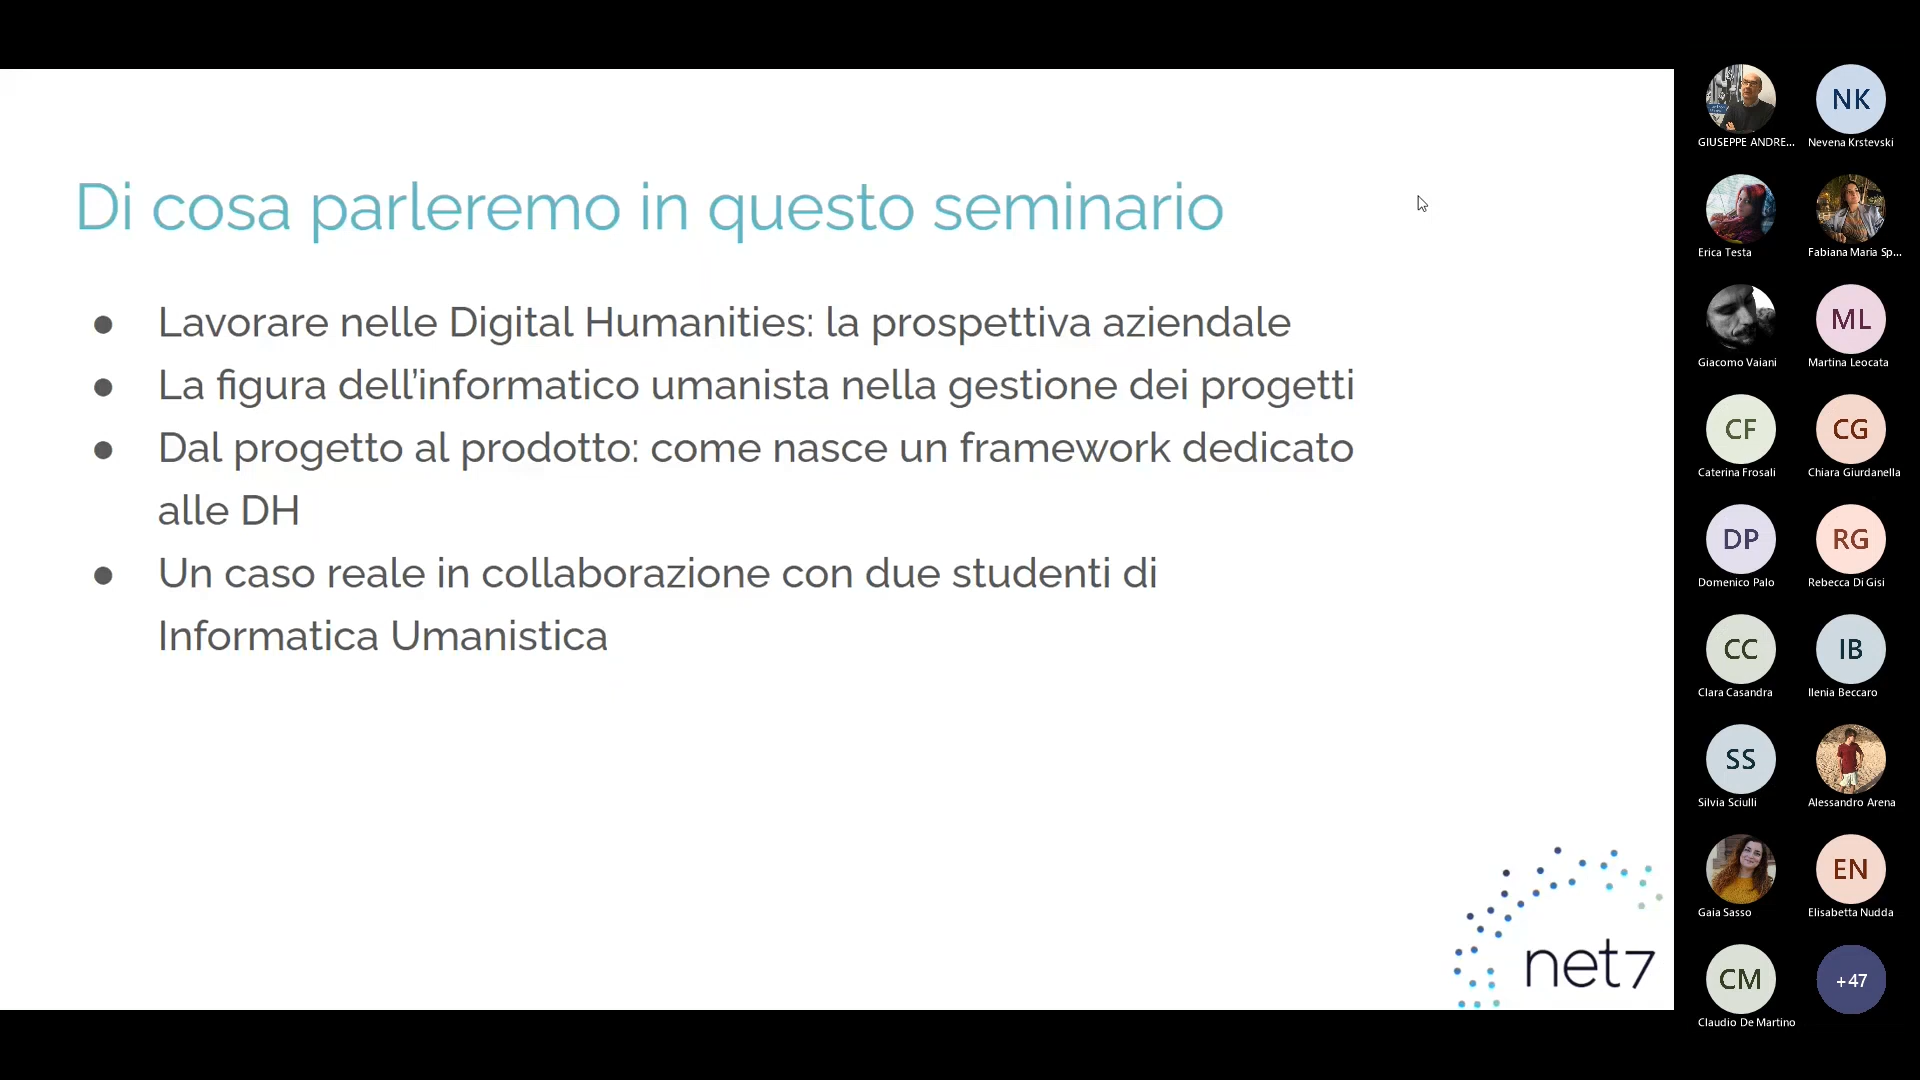 Di cosa parleremo in questo seminario
● Lavorare nelle Digital Humanities: la prospettiva aziendale
● La figura dell’informatico umanista nella gestione dei progetti
● Dal progetto al prodotto: come nasce un framework dedicato
alle DH
● Un caso reale in collaborazione con due studenti di
Informatica Umanistica
net7
GIUSEPPE ANDRE...
NK
Nevena Krstevski
Erica Testa
Fabiana Maria Sp...
Giacomo Vaiani
ML
Martina Leocata
CF
Caterina Frosali
CG
Chiara Giurdanella
DP
Domenico Palo
RG
Rebecca Di Gisi
CC
Clara Casandra
IB
Ilenia Beccaro
SS
Silvia Sciulli
Alessandro Arena
Gaia Sasso
EN
Elisabetta Nudda
CM
Claudio De Martino
+47